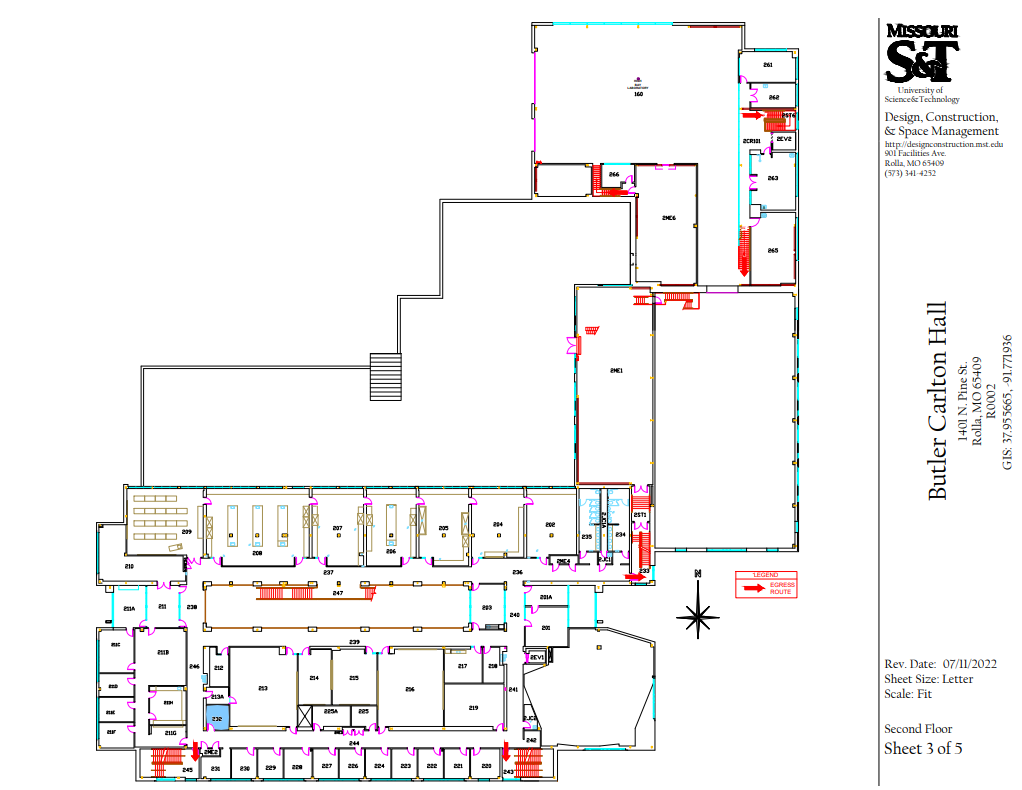 MISSOURI
S&T
University of
Science&Technology
Design, Construction,
& Space Management
http://designconstruction.mst.edu
901 Facilities Ave.
Rolla, MO 65409
(573) 341-4252
Butler Carlton Hall
1401 N. Pine St.
Rolla, MO 65409
R0002
GIS: 37.955665, -91.771936
261
LABORATORY
160
262
2ST6
2CR101
2EV2
266
263
2ME6
265
2ME1
209
207
205
204
202
2ST1
235
234
208
206
2ME4
2JC1
210
237
236
233
N
"LEGEND
EGRESS
ROUTE
247
211A
211
238
203
240
201A
201
239
211C
211B
246
212
213
214
215
216
217
218
2EV1
211D
211H
213A
241
211E
232
225A
225
219
2JC2
211F
211G
242
244
2ME2
245
231
230
229
228
227
226
224
223
222
221
220
243
Rev. Date: 07/11/2022
Sheet Size: Letter
Scale: Fit
Second Floor
Sheet 3 of 5